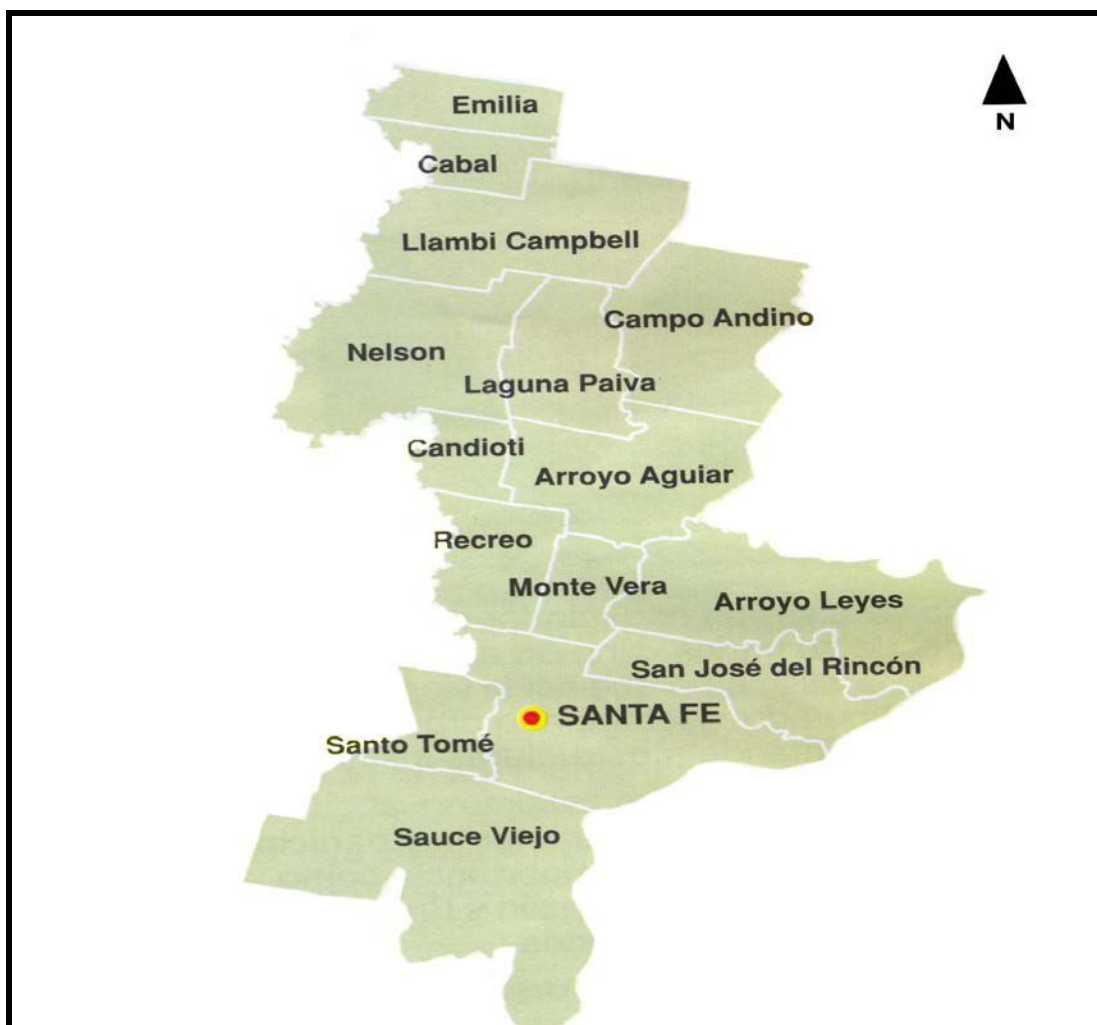 N
Emilia
Cabal
Llambi Campbell
Campo Andino
Nelson
Laguna Paiva
Candioti
Arroyo Aguiar
Recreo
Monte Vera
Arroyo Leyes
San José del Rincón
SANTA FE
Santo Tomé
Sauce Viejo